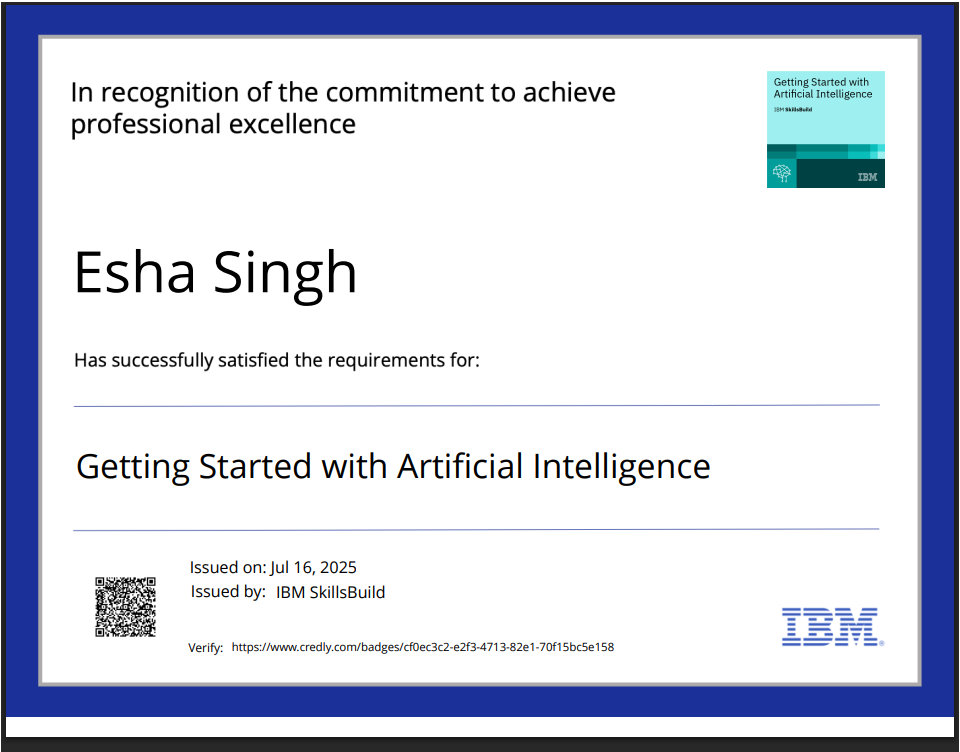 In recognition of the commitment to achieve
professional excellence
Getting Started with
Artificial Intelligence
IBM SkillsBuild
IBM
Esha Singh
Has successfully satisfied the requirements for:
Getting Started with Artificial Intelligence
Issued on: Jul 16, 2025
Issued by: IBM SkillsBuild
Verify: https://www.credly.com/badges/cf0ec3c2-e2f3-4713-82e1-70f15bc5e158
IBM®